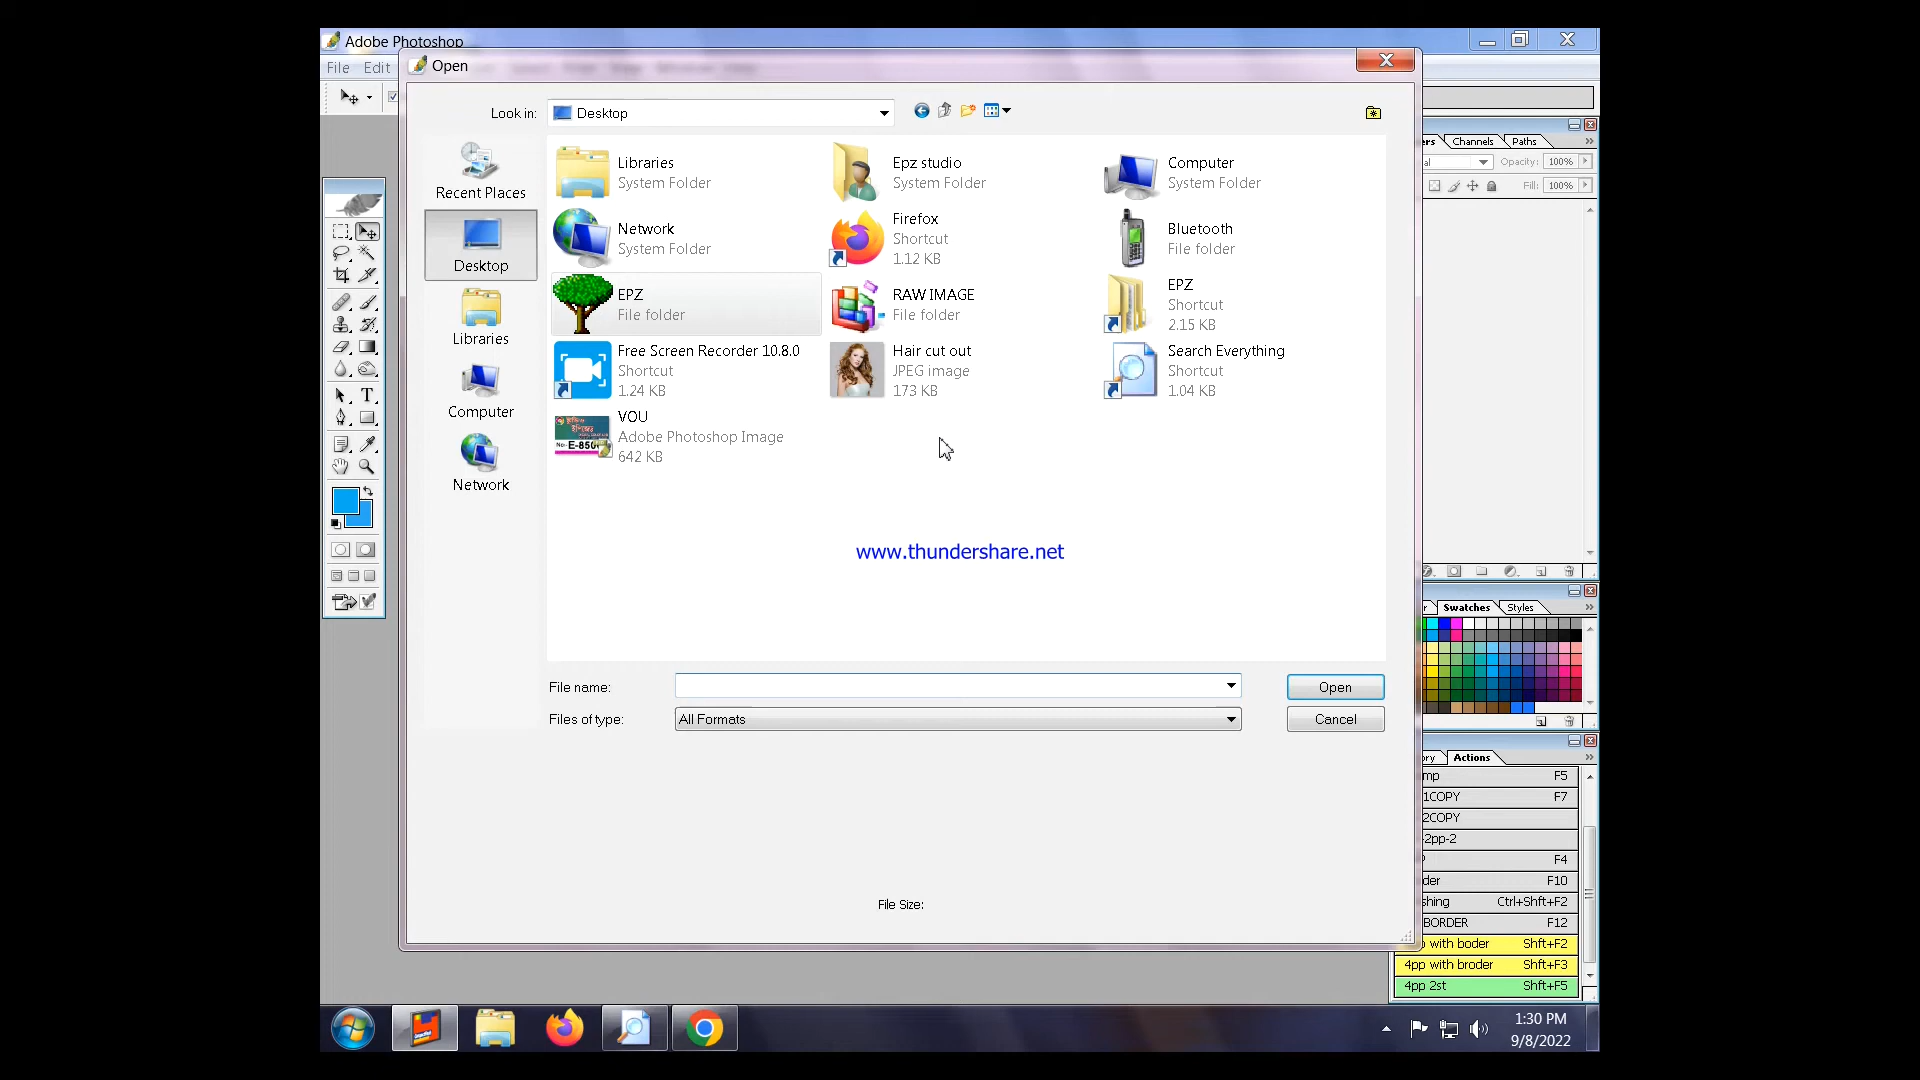 Adobe Photoshop
File Edit
Open
Look in: Desktop
Recent Places
Desktop
Libraries
Computer
Network
Libraries
System Folder
Epz studio
System Folder
Computer
System Folder
Network
System Folder
Firefox
Shortcut
1.12 KB
Bluetooth
File folder
EPZ
File folder
RAW IMAGE
File folder
EPZ
Shortcut
2.15 KB
Free Screen Recorder 10.8.0
Shortcut
1.24 KB
Hair cut out
JPEG image
173 KB
Search Everything
Shortcut
1.04 KB
VOU
Adobe Photoshop Image
642 KB
www.thundershare.net
File name:
Open
Files of type: All Formats
Cancel
File Size:
Channels Paths
Opacity: 100%
Fill: 100%
Swatches Styles
Actions
F5
1COPY F7
2COPY
-2pp-2
F4
F10
Ctrl+Shft+F2
BORDER F12
with boder Shft+F2
4pp with broder Shft+F3
4pp 2st Shft+F5
1:30 PM
9/8/2022